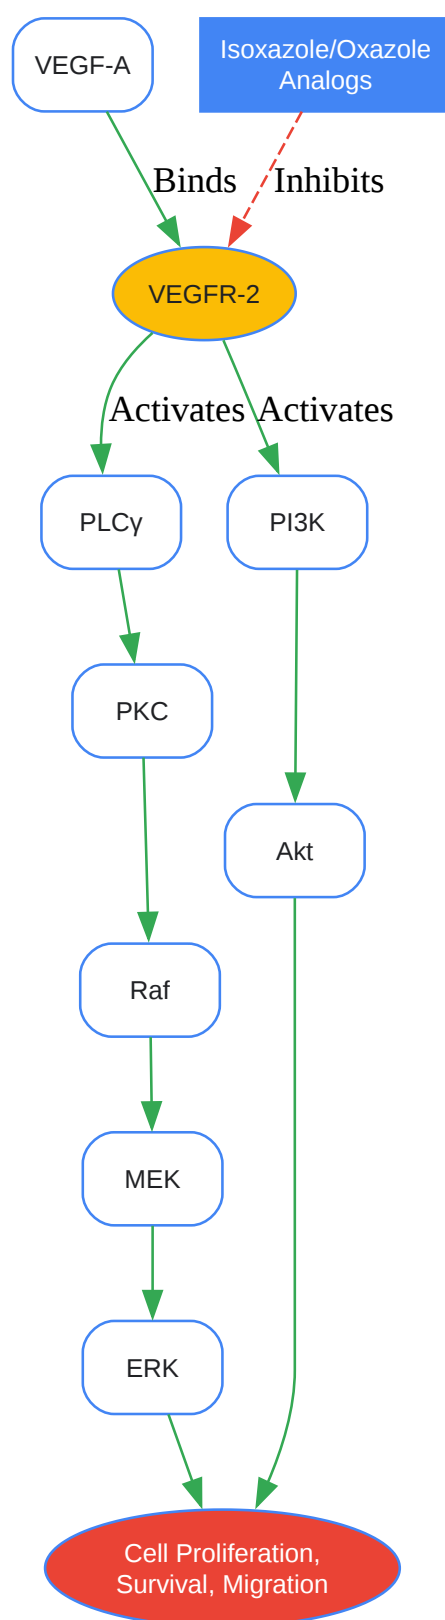 VEGF-A
Isoxazole/Oxazole
Analogs
Binds
Inhibits
VEGFR-2
Activates
Activates
PLCγ
PI3K
PKC
Akt
Raf
MEK
ERK
Cell Proliferation,
Survival, Migration